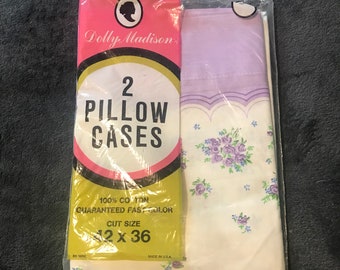 Dolly Madison
2
PILLOW
CASES
100% COTTON
GUARANTEED FAST COLOR
CUT SIZE
42 x 36
MADE IN U.S.A.